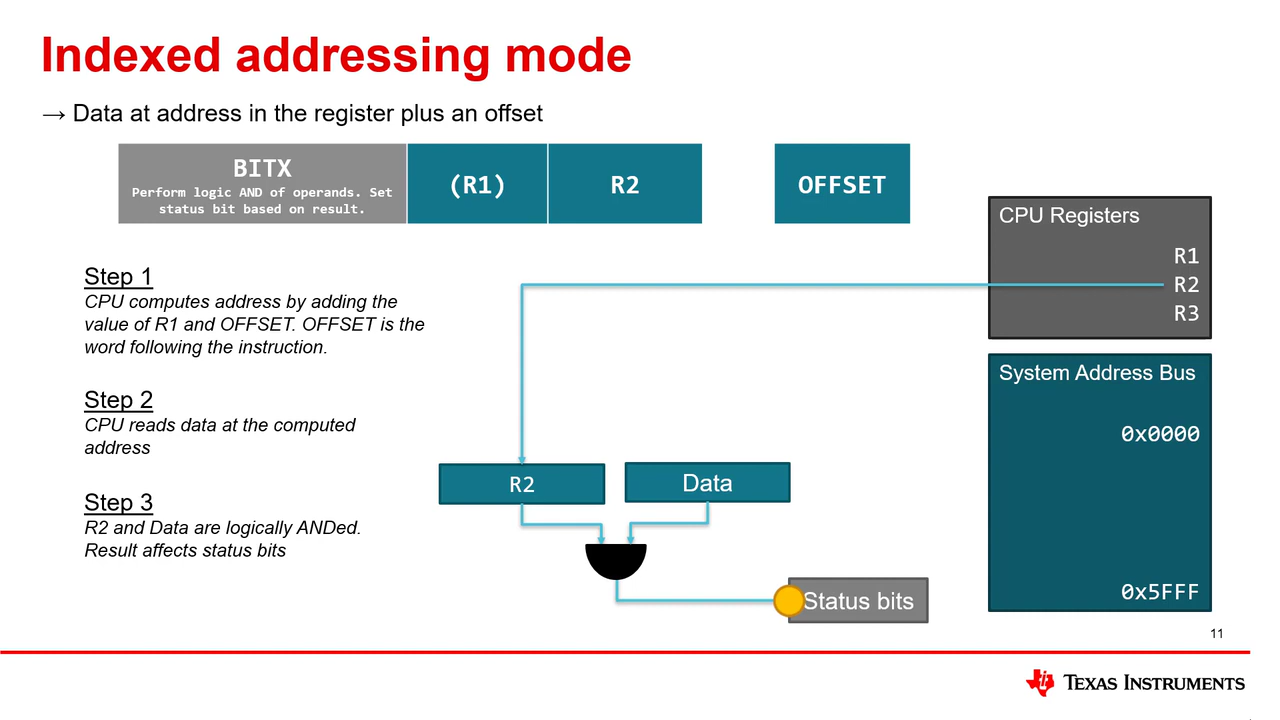 Indexed addressing mode
→ Data at address in the register plus an offset
BITX
Perform logic AND of operands. Set
status bit based on result.
(R1)
R2
OFFSET
CPU Registers
R1
R2
R3
Step 1
CPU computes address by adding the
value of R1 and OFFSET. OFFSET is the
word following the instruction.
System Address Bus
0x0000
0x5FFF
Step 2
CPU reads data at the computed
address
R2
Data
Step 3
R2 and Data are logically ANDed.
Result affects status bits
Status bits
11
TEXAS INSTRUMENTS